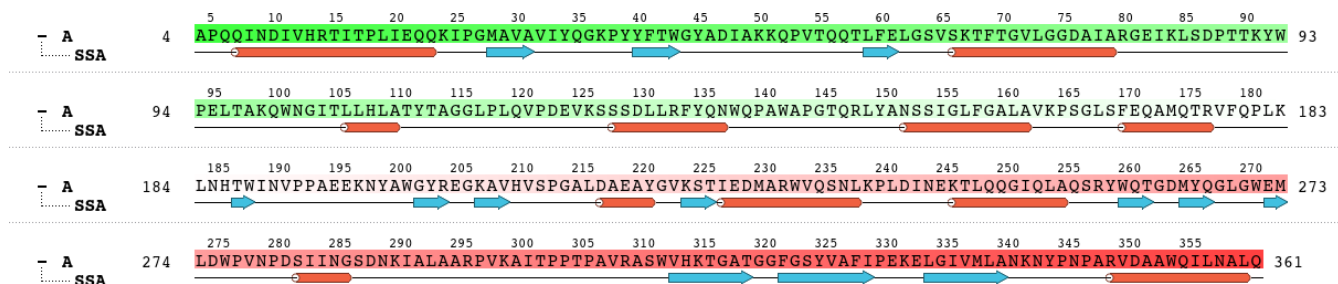 5 10 15 20 25 30 35 40 45 50 55 60 65 70 75 80 85 90
A 4 APQQINDIVHRTITPLIEQQKIPGMAVAVIYQGKPYYFTWGYADIAKKQPVTQQTLFELGSVSKTFTGVLGGDAIARGEIKLSDPTTKYW 93
SSA
95 100 105 110 115 120 125 130 135 140 145 150 155 160 165 170 175 180
A 94 PELTAKQWNGITLLHLATYTAGGLPLQVPDEVKSSSDLLRFYQNWQPAWAPGTQRLYANSSIGLFGALAVKPSGLSFEQAMQTRVFQPLK 183
SSA
185 190 195 200 205 210 215 220 225 230 235 240 245 250 255 260 265 270
A 184 LNHTWINVPPAEEKNYAWGYREGKAVHVSPGALDAEAYGVKSTIEDMARWVQSNLKPLDINEKTLQQGIQLAQSRYWQTGDMYQGLGWEM 273
SSA
275 280 285 290 295 300 305 310 315 320 325 330 335 340 345 350 355
A 274 LDWPVNPDSIINGSDNKIALAARPVKAITPPTPAVRASWVHKTGATGGFGSYVAFIPEKELGIVMLANKNYPNPARVDAAWQILNALQ 361
SSA